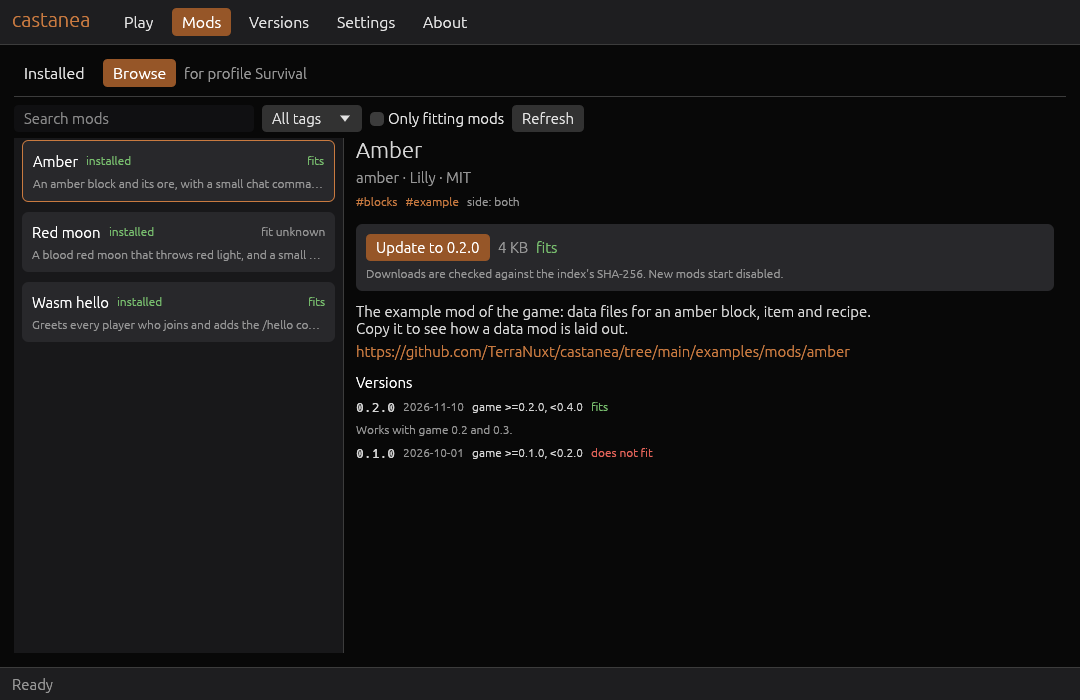 castanea Play Mods Versions Settings About
Installed Browse for profile Survival
Search mods All tags Only fitting mods Refresh
Amber installed fits
An amber block and its ore, with a small chat comma…
Red moon installed fit unknown
A blood red moon that throws red light, and a small …
Wasm hello installed fits
Greets every player who joins and adds the /hello co…
Amber
amber · Lilly · MIT
#blocks #example side: both
Update to 0.2.0 4 KB fits
Downloads are checked against the index's SHA-256. New mods start disabled.
The example mod of the game: data files for an amber block, item and recipe.
Copy it to see how a data mod is laid out.
https://github.com/TerraNuxt/castanea/tree/main/examples/mods/amber
Versions
0.2.0 2026-11-10 game >=0.2.0, <0.4.0 fits
Works with game 0.2 and 0.3.
0.1.0 2026-10-01 game >=0.1.0, <0.2.0 does not fit
Ready